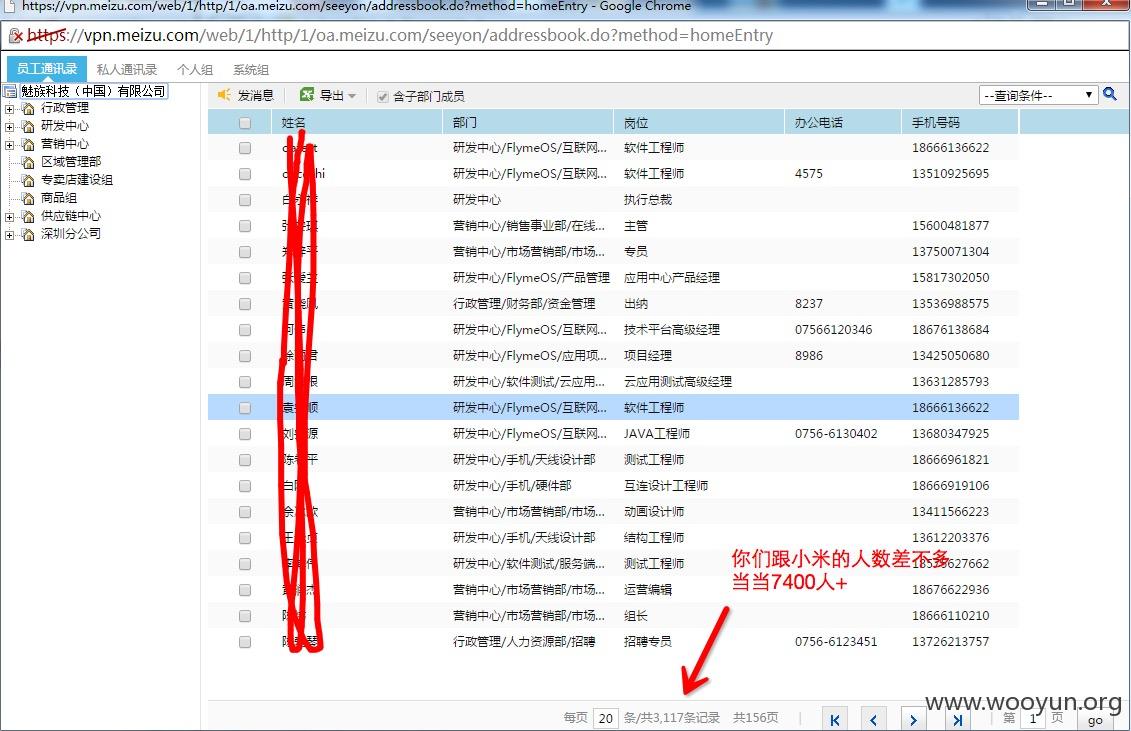 https://vpn.meizu.com/web/1/http/1/oa.meizu.com/seeyon/addressbook.do?method=homeEntry - Google Chrome
https://vpn.meizu.com/web/1/http/1/oa.meizu.com/seeyon/addressbook.do?method=homeEntry
员工通讯录 私人通讯录 个人组 系统组
魅族科技（中国）有限公司
行政管理
研发中心
营销中心
区域管理部
专卖店建设组
商品组
供应链中心
深圳分公司
发消息 导出 含子部门成员 --查询条件--
姓名 部门 岗位 办公电话 手机号码
研发中心/FlymeOS/互联网... 软件工程师 18666136622
研发中心/FlymeOS/互联网... 软件工程师 4575 13510925695
研发中心 执行总裁
营销中心/销售事业部/在线... 主管 15600481877
营销中心/市场营销部/市场... 专员 13750071304
研发中心/FlymeOS/产品管理 应用中心产品经理 15817302050
行政管理/财务部/资金管理 出纳 8237 13536988575
研发中心/FlymeOS/互联网... 技术平台高级经理 07566120346 18676138684
研发中心/FlymeOS/应用项... 项目经理 8986 13425050680
研发中心/软件测试/云应用... 云应用测试高级经理 13631285793
研发中心/FlymeOS/互联网... 软件工程师 18666136622
研发中心/FlymeOS/互联网... JAVA工程师 0756-6130402 13680347925
研发中心/手机/天线设计部 测试工程师 18666961821
研发中心/手机/硬件部 互连设计工程师 18666919106
营销中心/市场营销部/市场... 动画设计师 13411566223
研发中心/手机/天线设计部 结构工程师 13612203376
研发中心/软件测试/服务端... 测试工程师
营销中心/市场营销部/市场... 运营编辑 18676622936
营销中心/市场营销部/市场... 组长 18666110210
行政管理/人力资源部/招聘 招聘专员 0756-6123451 13726213757
你们跟小米的人数差不多
当当7400人+
每页 20 条/共3,117条记录 共156页 第 1 页 go
www.wooyun.org